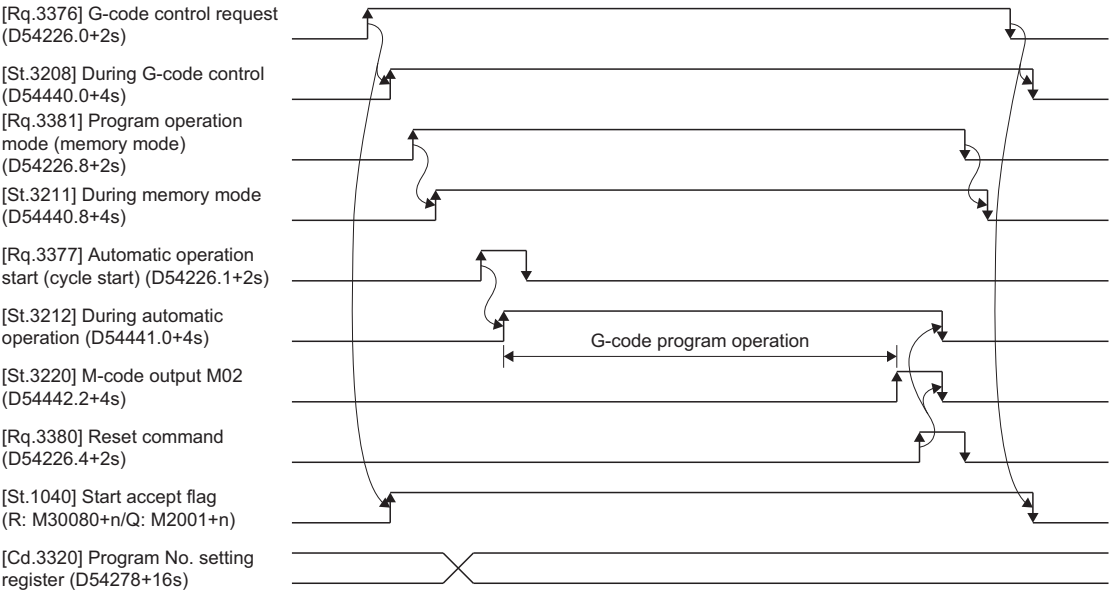 [Rq.3376] G-code control request
(D54226.0+2s)
[St.3208] During G-code control
(D54440.0+4s)
[Rq.3381] Program operation
mode (memory mode)
(D54226.8+2s)
[St.3211] During memory mode
(D54440.8+4s)
[Rq.3377] Automatic operation
start (cycle start) (D54226.1+2s)
[St.3212] During automatic
operation (D54441.0+4s)
G-code program operation
[St.3220] M-code output M02
(D54442.2+4s)
[Rq.3380] Reset command
(D54226.4+2s)
[St.1040] Start accept flag
(R: M30080+n/Q: M2001+n)
[Cd.3320] Program No. setting
register (D54278+16s)